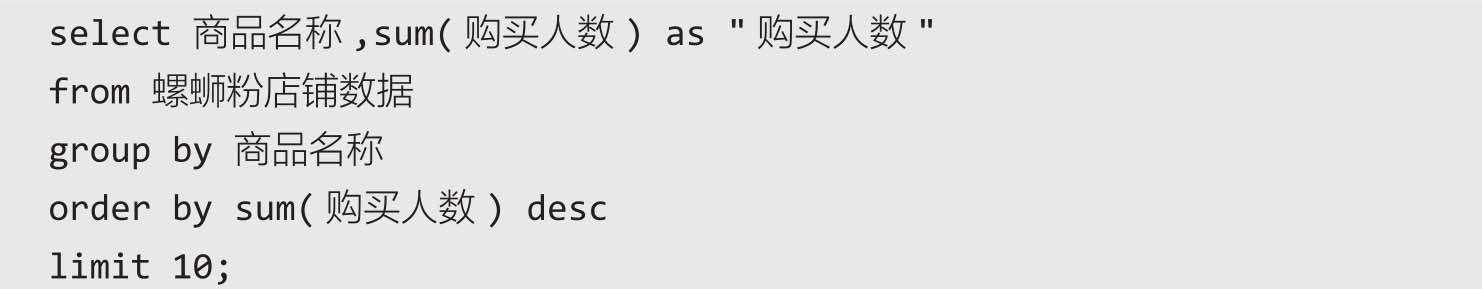 select 商品名称,sum(购买人数) as "购买人数"
from 螺蛳粉店铺数据
group by 商品名称
order by sum(购买人数) desc
limit 10;